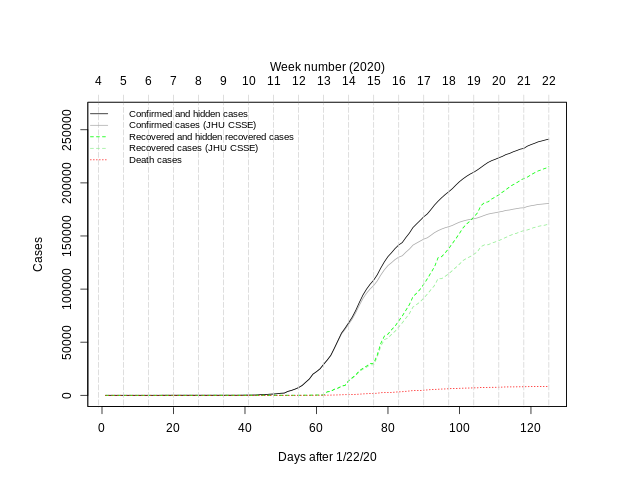 Week number (2020)
4 5 6 7 8 9 10 11 12 13 14 15 16 17 18 19 20 21 22
Confirmed and hidden cases
Confirmed cases (JHU CSSE)
Recovered and hidden recovered cases
Recovered cases (JHU CSSE)
Death cases
Cases
250000
200000
150000
100000
50000
0
0 20 40 60 80 100 120
Days after 1/22/20